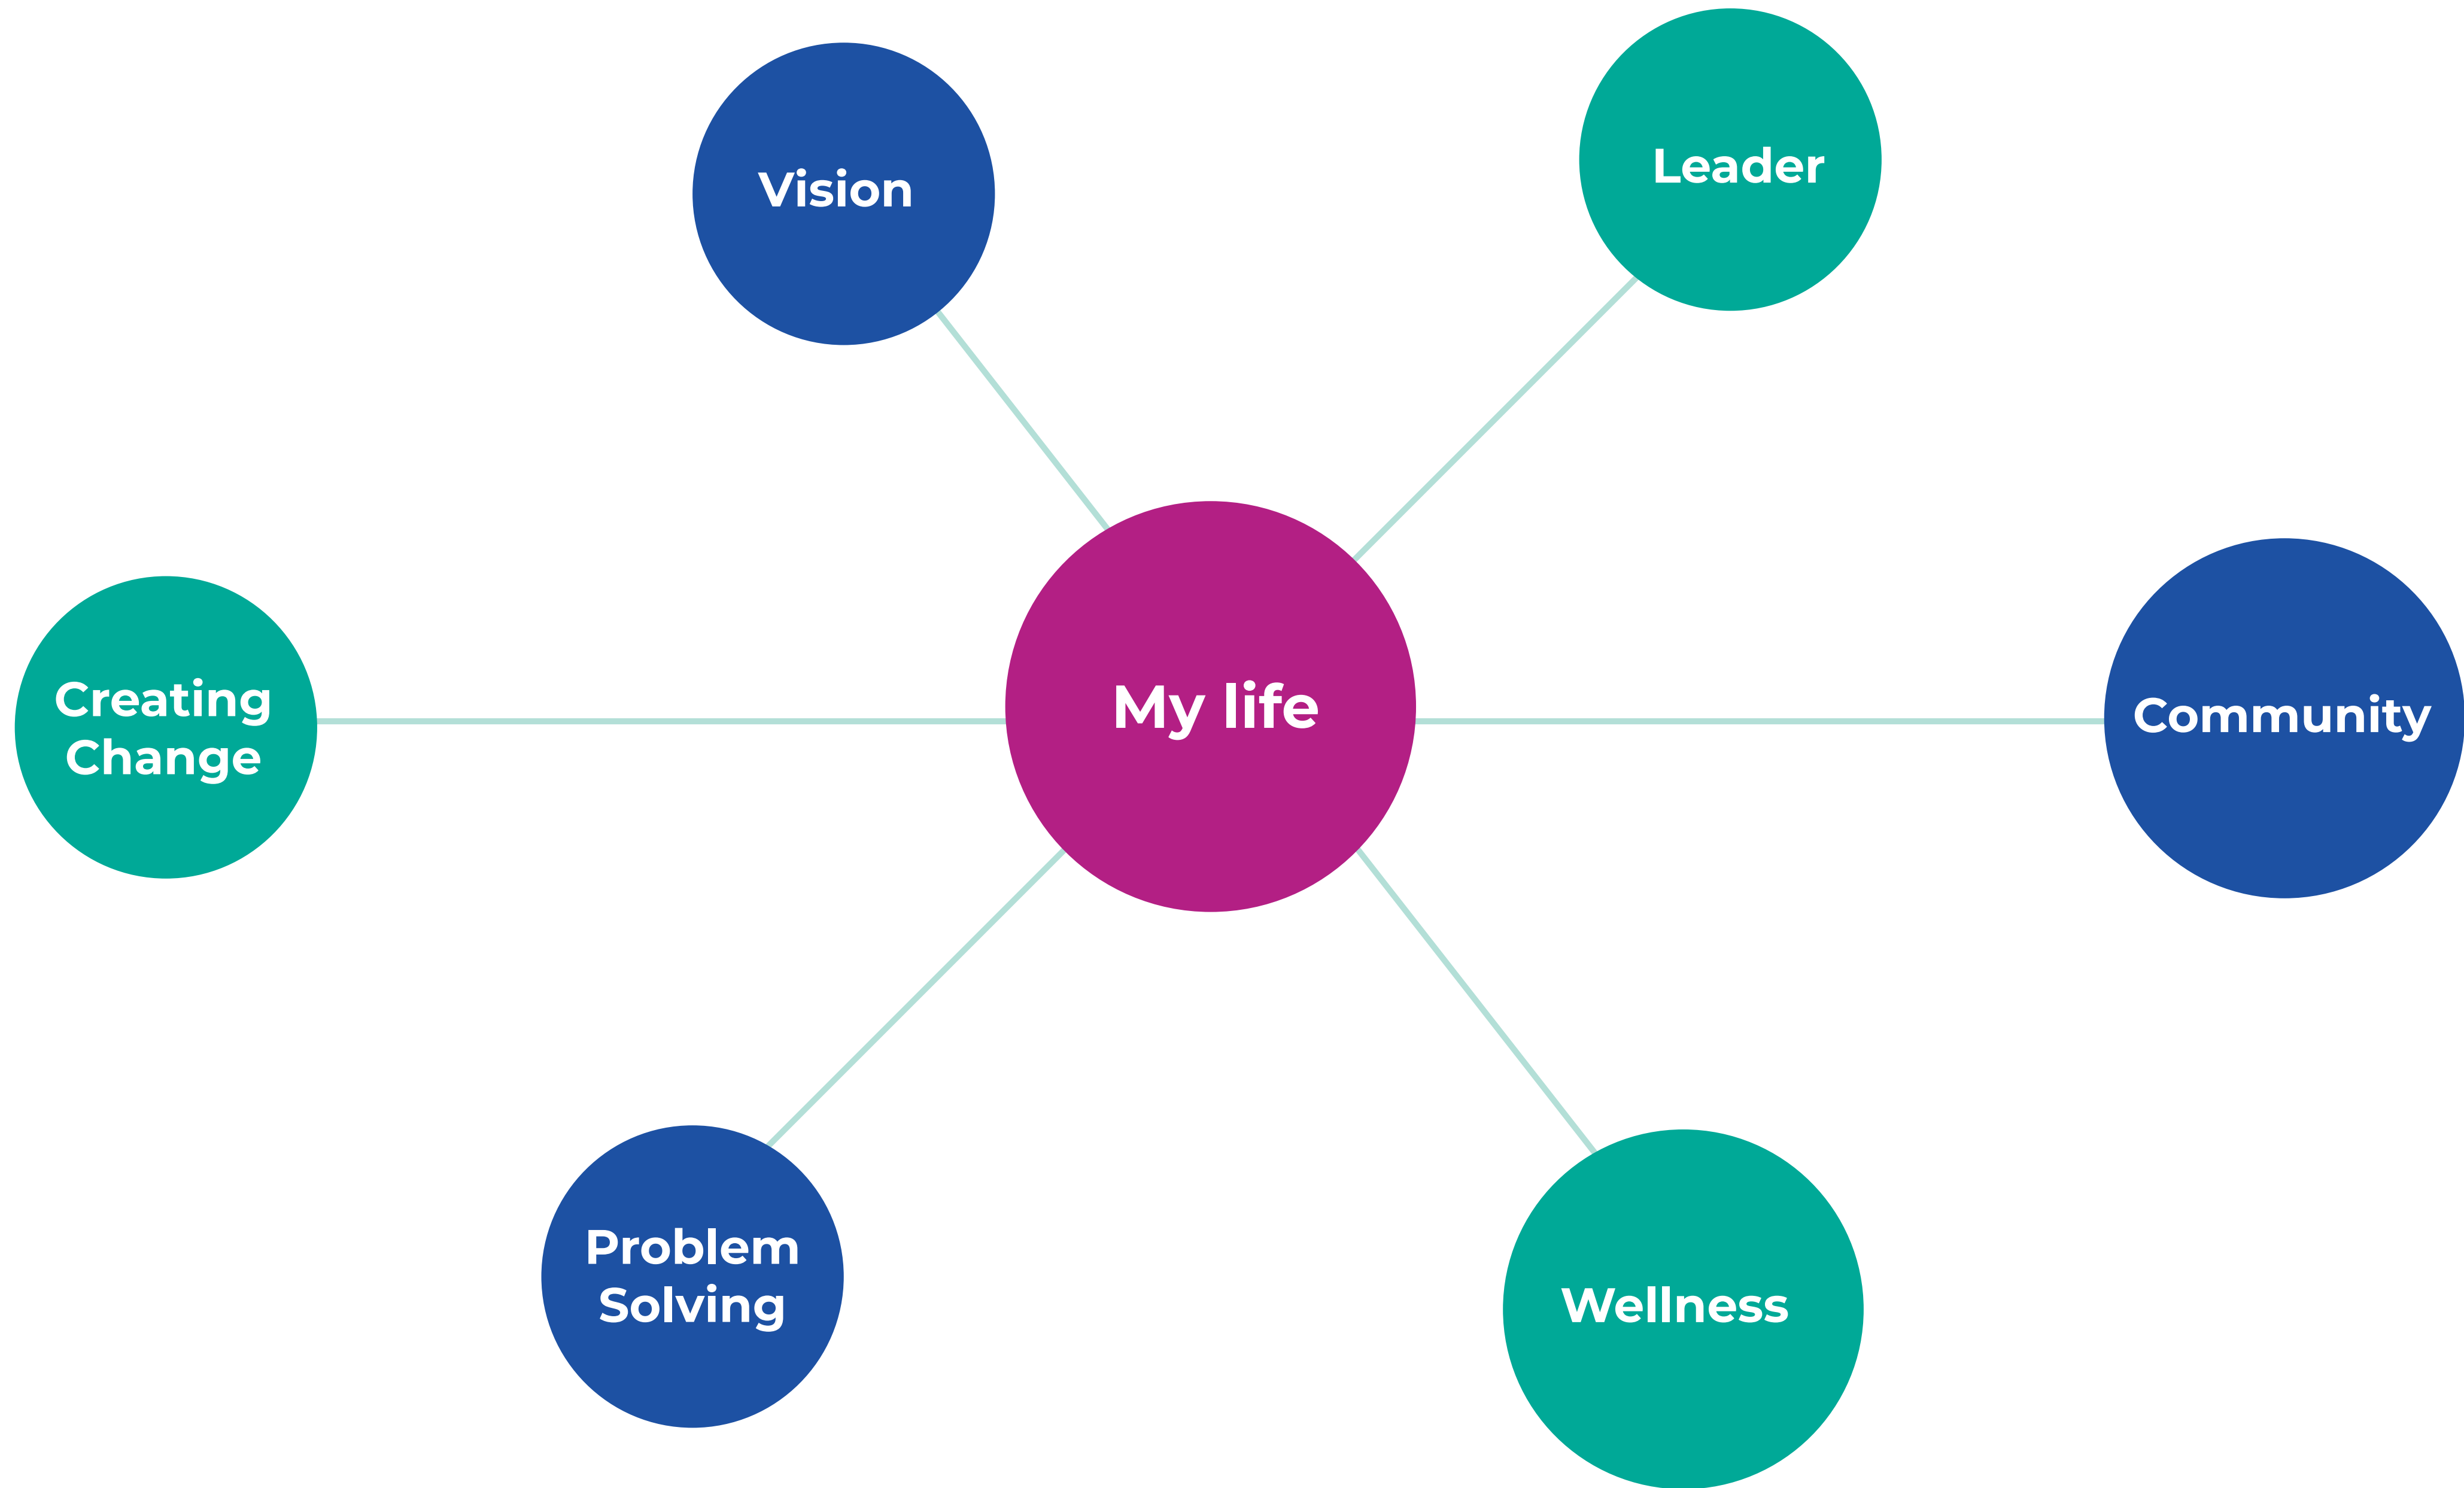 Vision
Leader
Creating
Change
My life
Community
Problem
Solving
Wellness